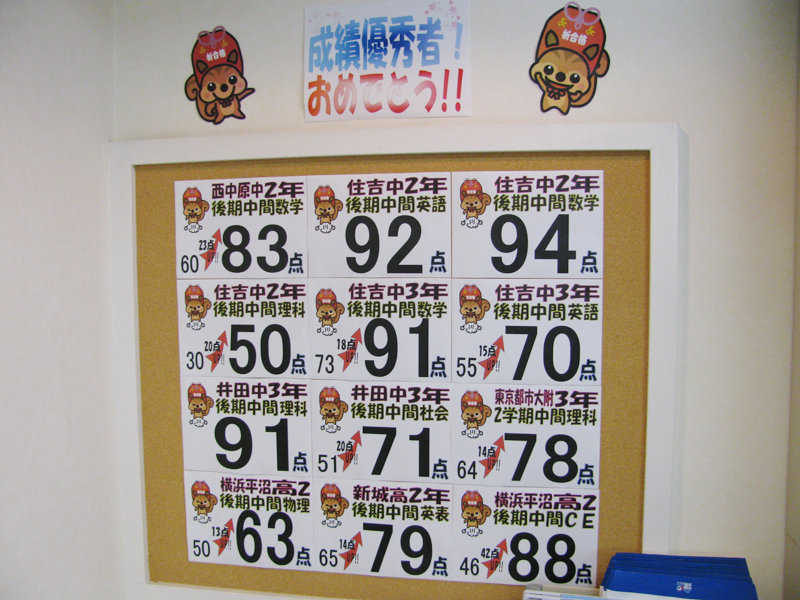 祈合格
成績優秀者！
おめでとう!!
祈合格
西中原中2年
後期中間数学
60 23点UP!! 83点
住吉中2年
後期中間英語
92点
住吉中2年
後期中間数学
94点
住吉中2年
後期中間理科
30 20点UP!! 50点
住吉中3年
後期中間数学
73 18点UP!! 91点
住吉中3年
後期中間英語
55 15点UP!! 70点
井田中3年
後期中間理科
91点
井田中3年
後期中間社会
51 20点UP!! 71点
東京都市大附3年
2学期中間理科
64 14点UP!! 78点
横浜平沼高2
後期中間物理
50 13点UP!! 63点
新城高2年
後期中間英表
65 14点UP!! 79点
横浜平沼高2
後期中間CE
46 42点UP!! 88点